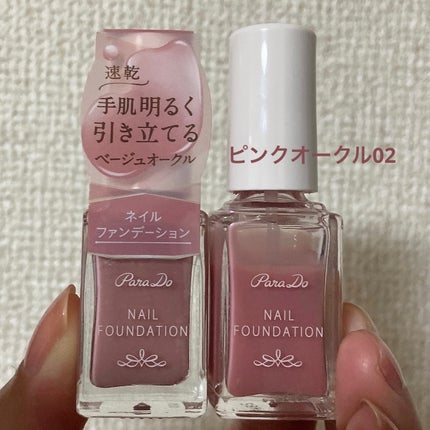 速乾
手肌明るく
引き立てる
ベージュオークル
ネイル
ファンデーション
ParaDo
NAIL
FOUNDATION
ピンクオークル02
ParaDo
NAIL
FOUNDATION